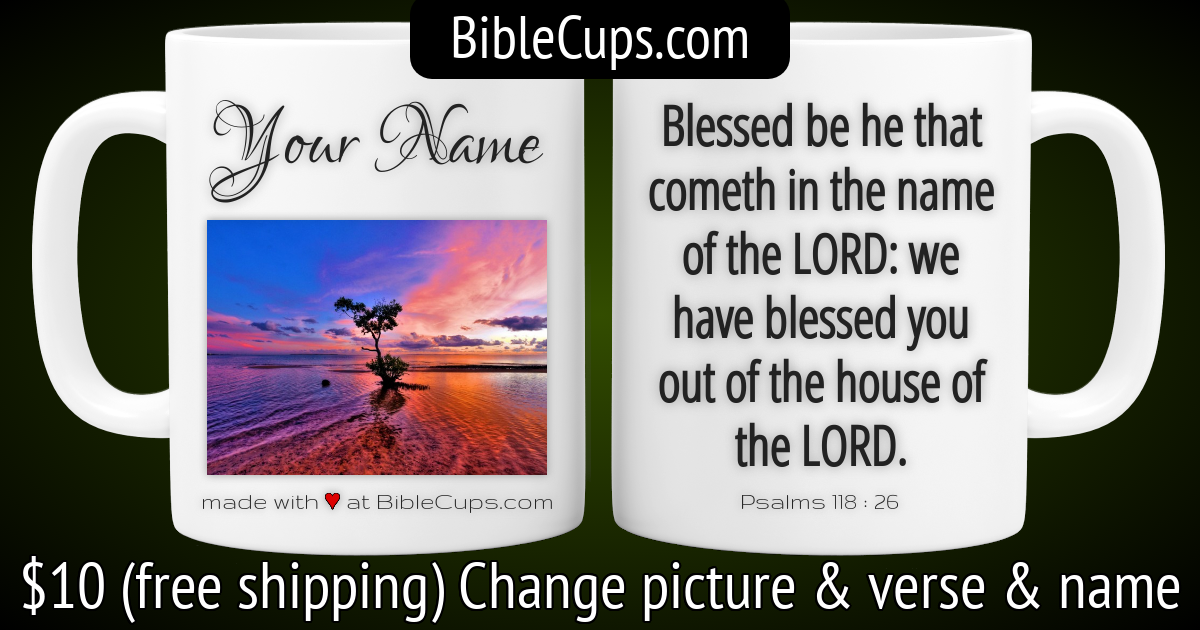 BibleCups.com
Your Name
made with ♥ at BibleCups.com
Blessed be he that
cometh in the name
of the LORD: we
have blessed you
out of the house of
the LORD.
Psalms 118 : 26
$10 (free shipping) Change picture & verse & name